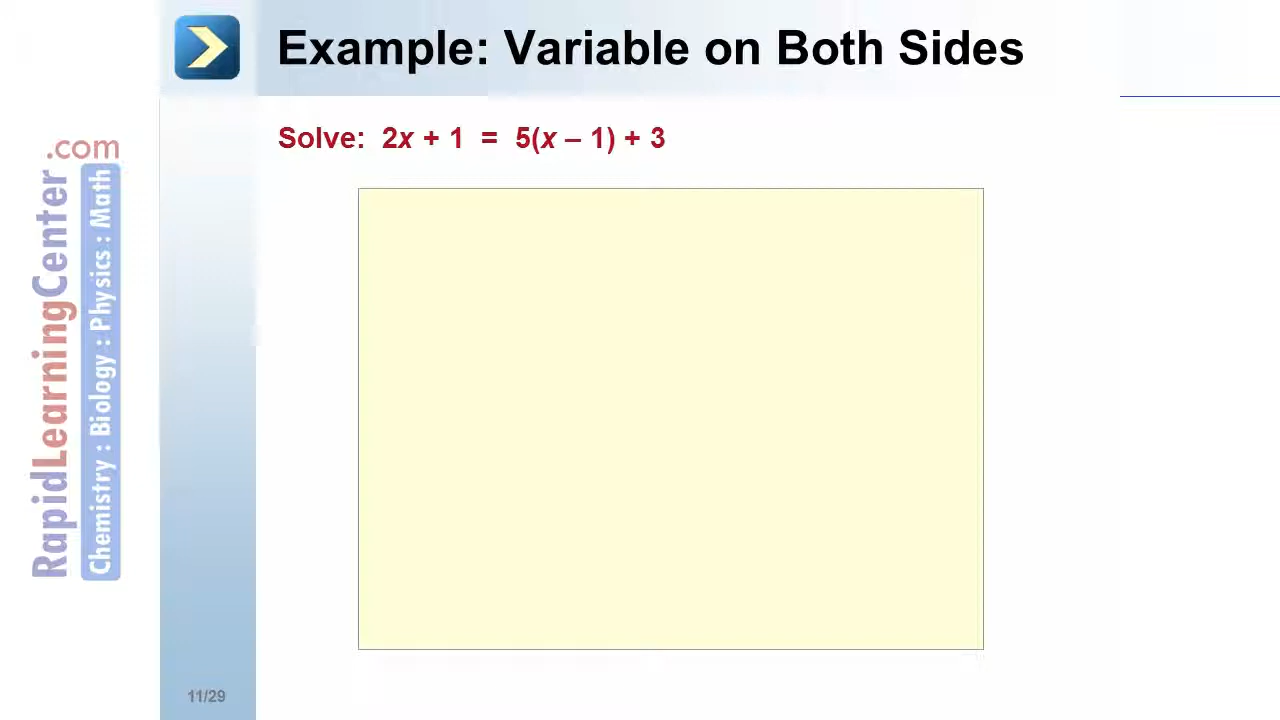 Example: Variable on Both Sides
Solve: 2x + 1 = 5(x – 1) + 3
RapidLearningCenter.com
Chemistry : Biology : Physics : Math
11/29